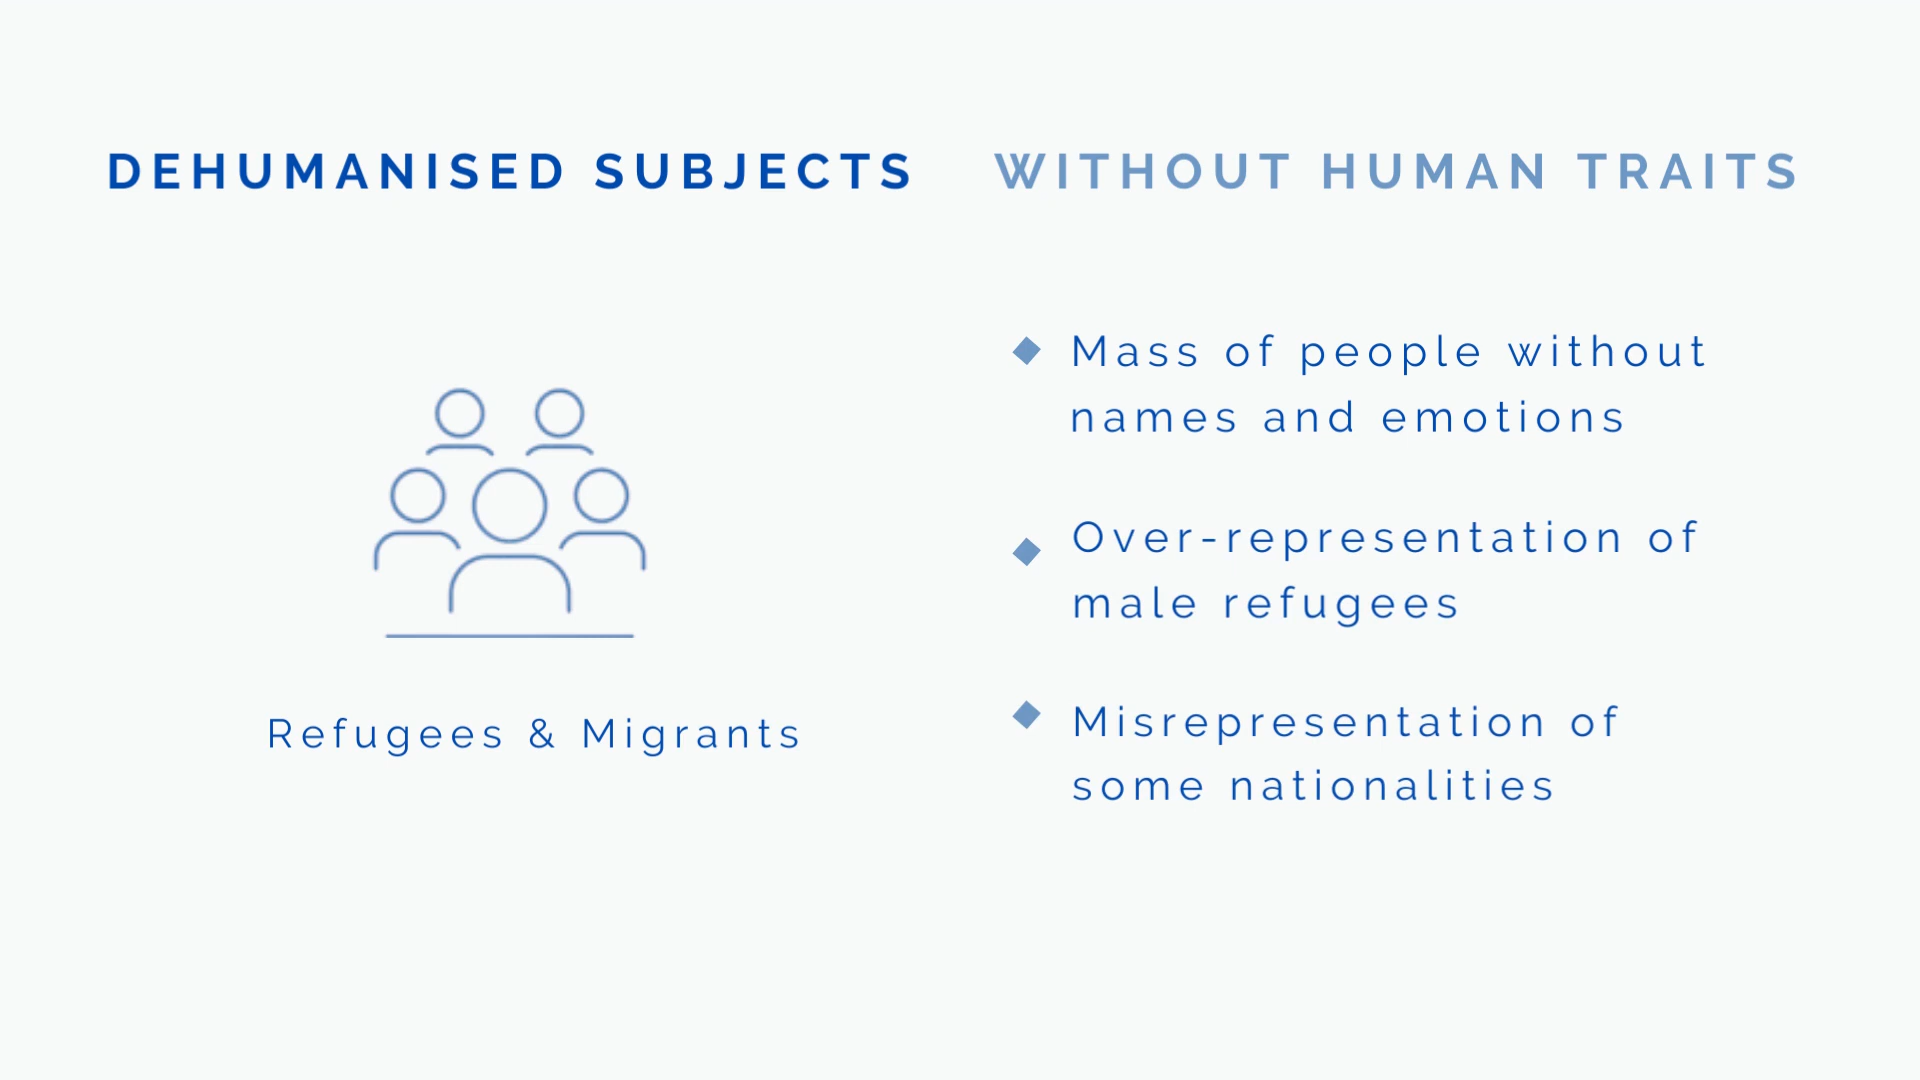 DEHUMANISED SUBJECTS
WITHOUT HUMAN TRAITS
Refugees & Migrants
Mass of people without
names and emotions
Over-representation of
male refugees
Misrepresentation of
some nationalities